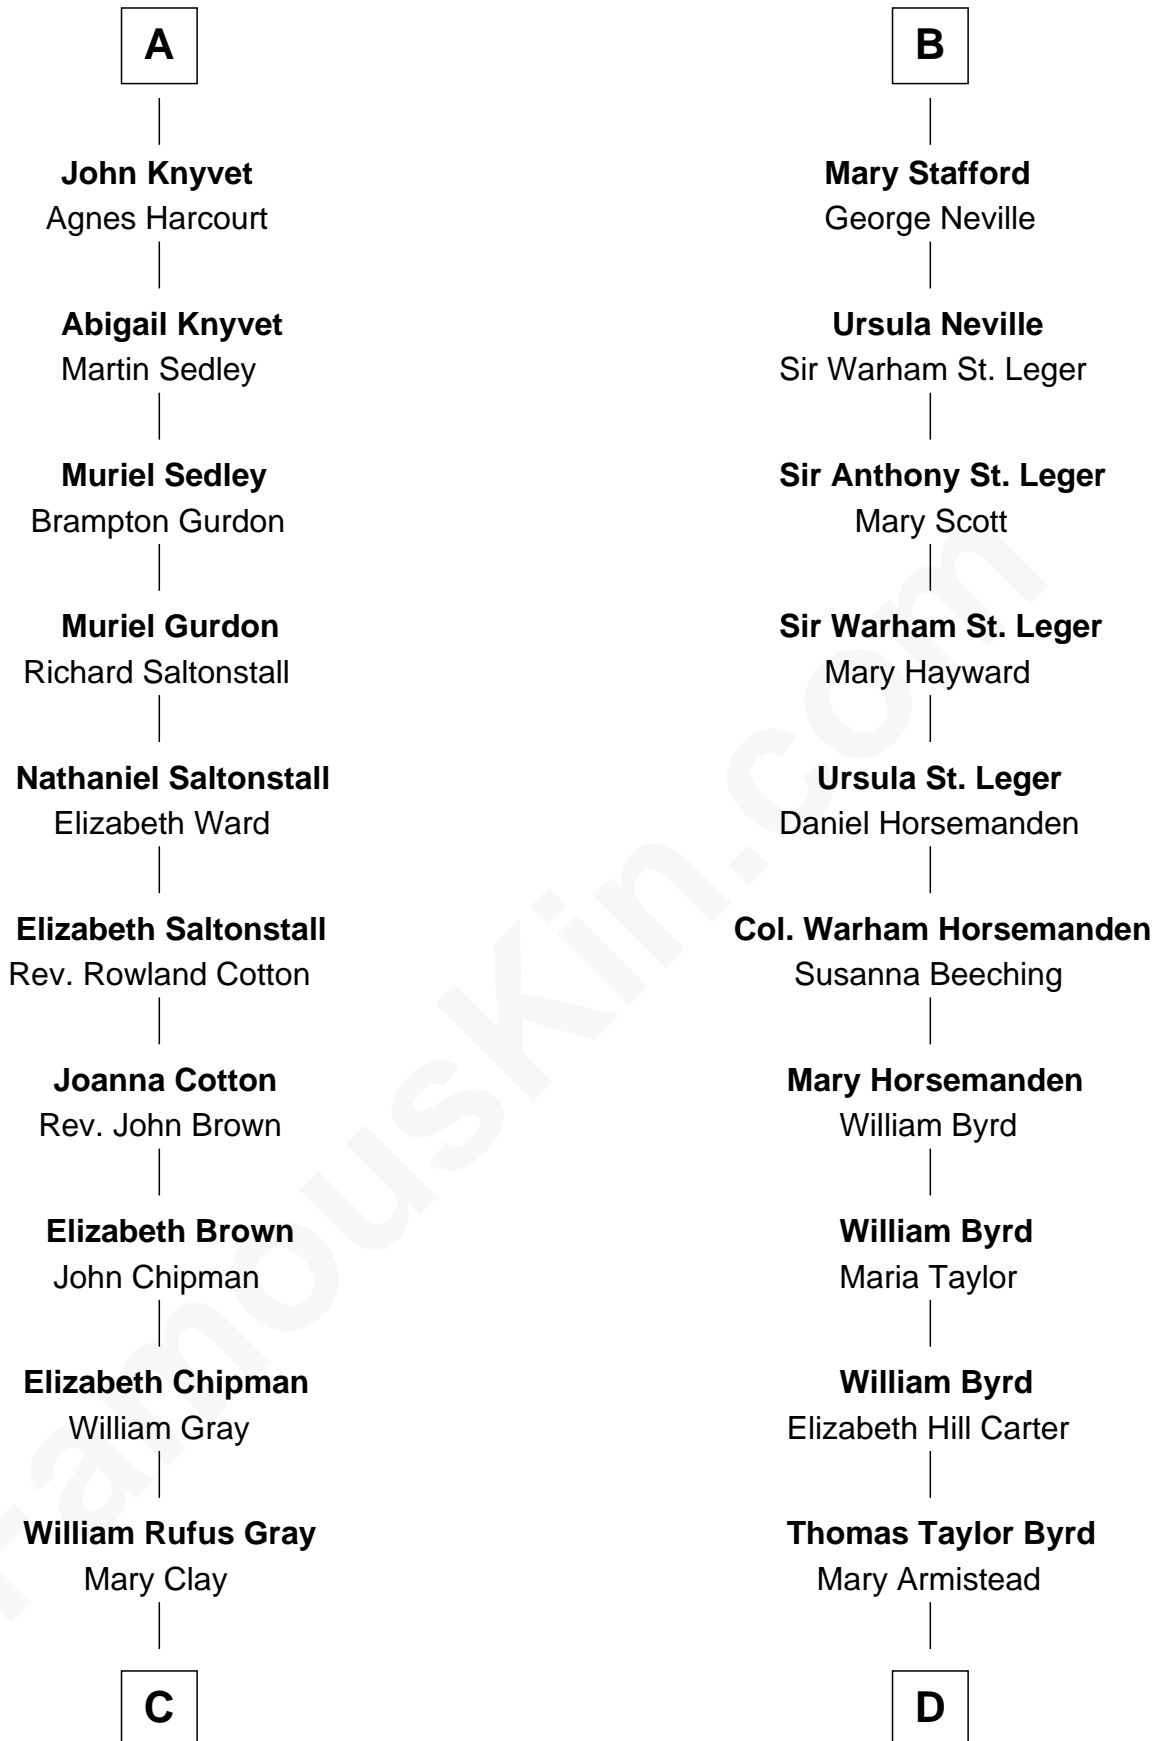 A
John Knyvet
Agnes Harcourt
Abigail Knyvet
Martin Sedley
Muriel Sedley
Brampton Gurdon
Muriel Gurdon
Richard Saltonstall
Nathaniel Saltonstall
Elizabeth Ward
Elizabeth Saltonstall
Rev. Rowland Cotton
Joanna Cotton
Rev. John Brown
Elizabeth Brown
John Chipman
Elizabeth Chipman
William Gray
William Rufus Gray
Mary Clay
C
B
Mary Stafford
George Neville
Ursula Neville
Sir Warham St. Leger
Sir Anthony St. Leger
Mary Scott
Sir Warham St. Leger
Mary Hayward
Ursula St. Leger
Daniel Horsemanden
Col. Warham Horsemanden
Susanna Beeching
Mary Horsemanden
William Byrd
William Byrd
Maria Taylor
William Byrd
Elizabeth Hill Carter
Thomas Taylor Byrd
Mary Armistead
D
FamousKin.com